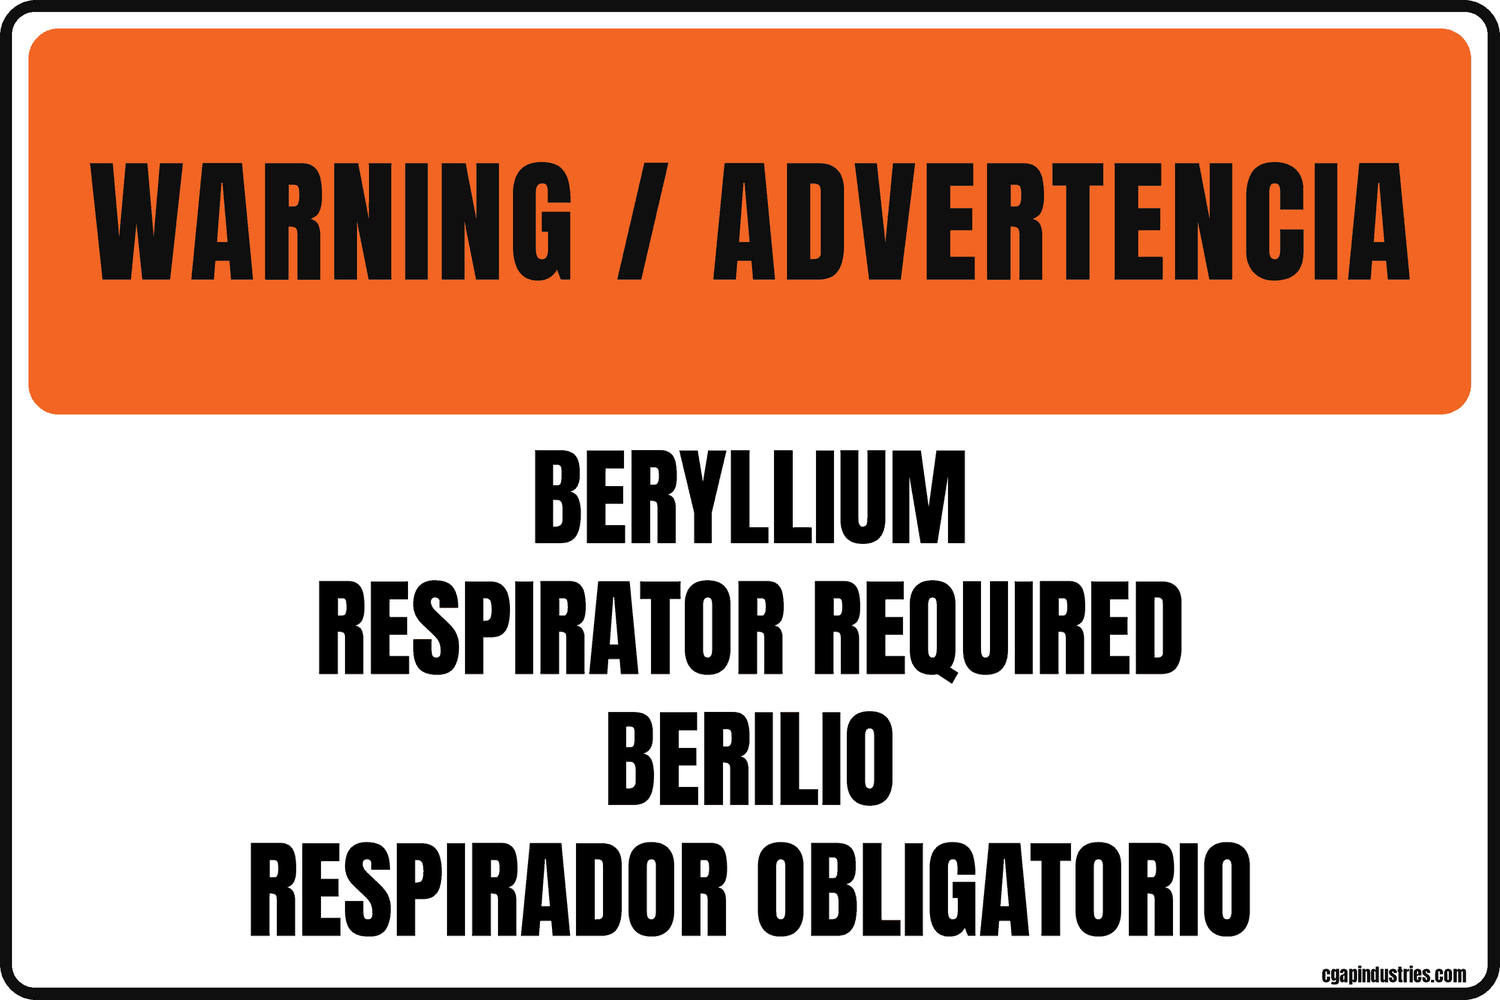 WARNING / ADVERTENCIA
BERYLLIUM
RESPIRATOR REQUIRED
BERILIO
RESPIRADOR OBLIGATORIO
cgapindustries.com